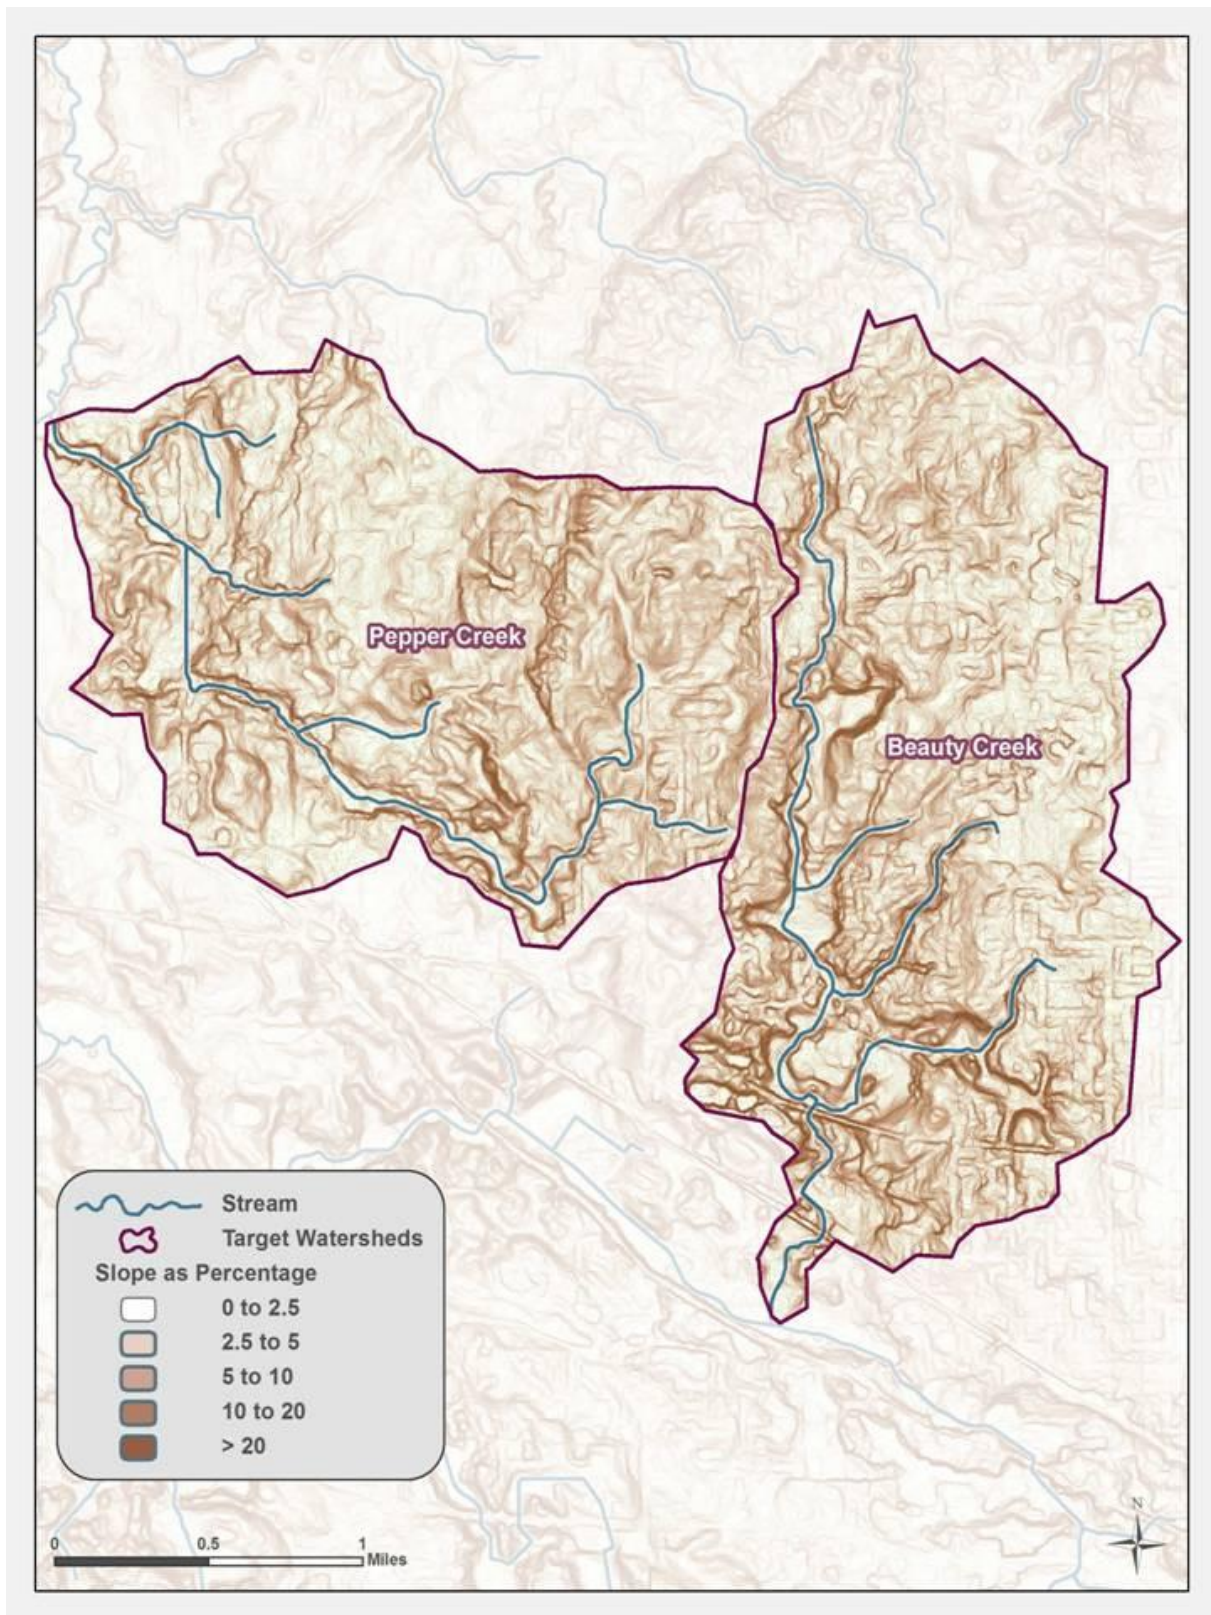 Pepper Creek
Beauty Creek
Stream
Target Watersheds
Slope as Percentage
0 to 2.5
2.5 to 5
5 to 10
10 to 20
> 20
0 0.5 1
Miles
N